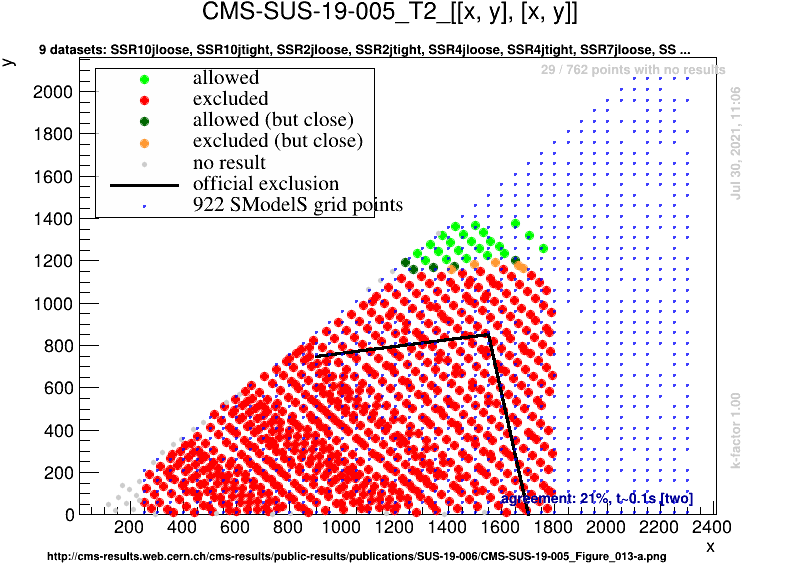 CMS-SUS-19-005_T2_[[x, y], [x, y]]
9 datasets: SSR10jloose, SSR10jtight, SSR2jloose, SSR2jtight, SSR4jloose, SSR4jtight, SSR7jloose, SS ...
y
29 / 762 points with no results
allowed
excluded
allowed (but close)
excluded (but close)
no result
official exclusion
922 SModelS grid points
Jul 30, 2021, 11:06
k-factor 1.00
2000
1800
1600
1400
1200
1000
800
600
400
200
0
agreement: 21%, t~0.1s [two]
200 400 600 800 1000 1200 1400 1600 1800 2000 2200 2400
x
http://cms-results.web.cern.ch/cms-results/public-results/publications/SUS-19-006/CMS-SUS-19-005_Figure_013-a.png